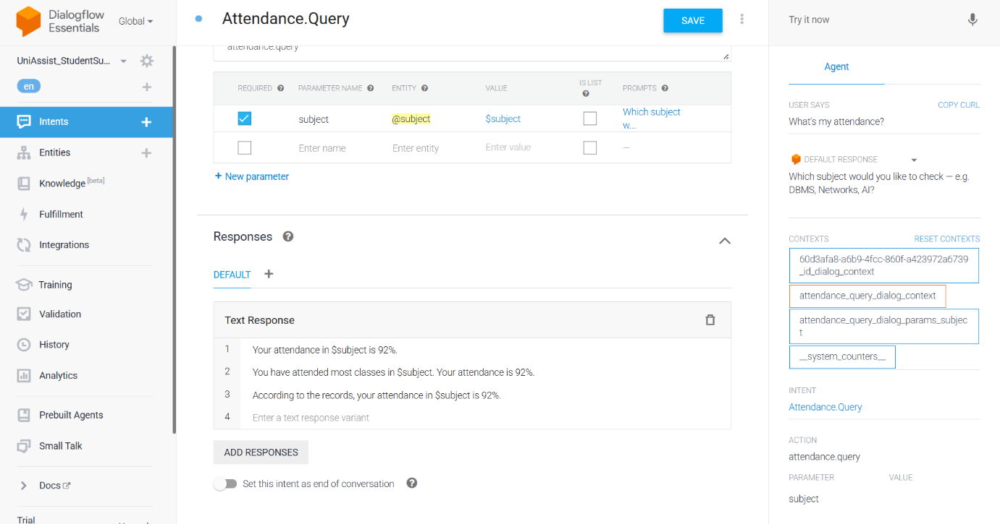 Dialogflow
Essentials
Global
UniAssist_StudentSu...
en
Intents
Entities
Knowledge [beta]
Fulfillment
Integrations
Training
Validation
History
Analytics
Prebuilt Agents
Small Talk
Docs
Trial
Attendance.Query
SAVE
attendance.query
REQUIRED PARAMETER NAME ENTITY VALUE IS LIST PROMPTS
subject @subject $subject Which subject
w...
Enter name Enter entity Enter value —
+ New parameter
Responses
DEFAULT
Text Response
1 Your attendance in $subject is 92%.
2 You have attended most classes in $subject. Your attendance is 92%.
3 According to the records, your attendance in $subject is 92%.
4 Enter a text response variant
ADD RESPONSES
Set this intent as end of conversation
Try it now
Agent
USER SAYS COPY CURL
What's my attendance?
DEFAULT RESPONSE
Which subject would you like to check — e.g.
DBMS, Networks, AI?
CONTEXTS RESET CONTEXTS
60d3afa8-a6b9-4fcc-860f-a423972a6739
_id_dialog_context
attendance_query_dialog_context
attendance_query_dialog_params_subjec
t
__system_counters__
INTENT
Attendance.Query
ACTION
attendance.query
PARAMETER VALUE
subject